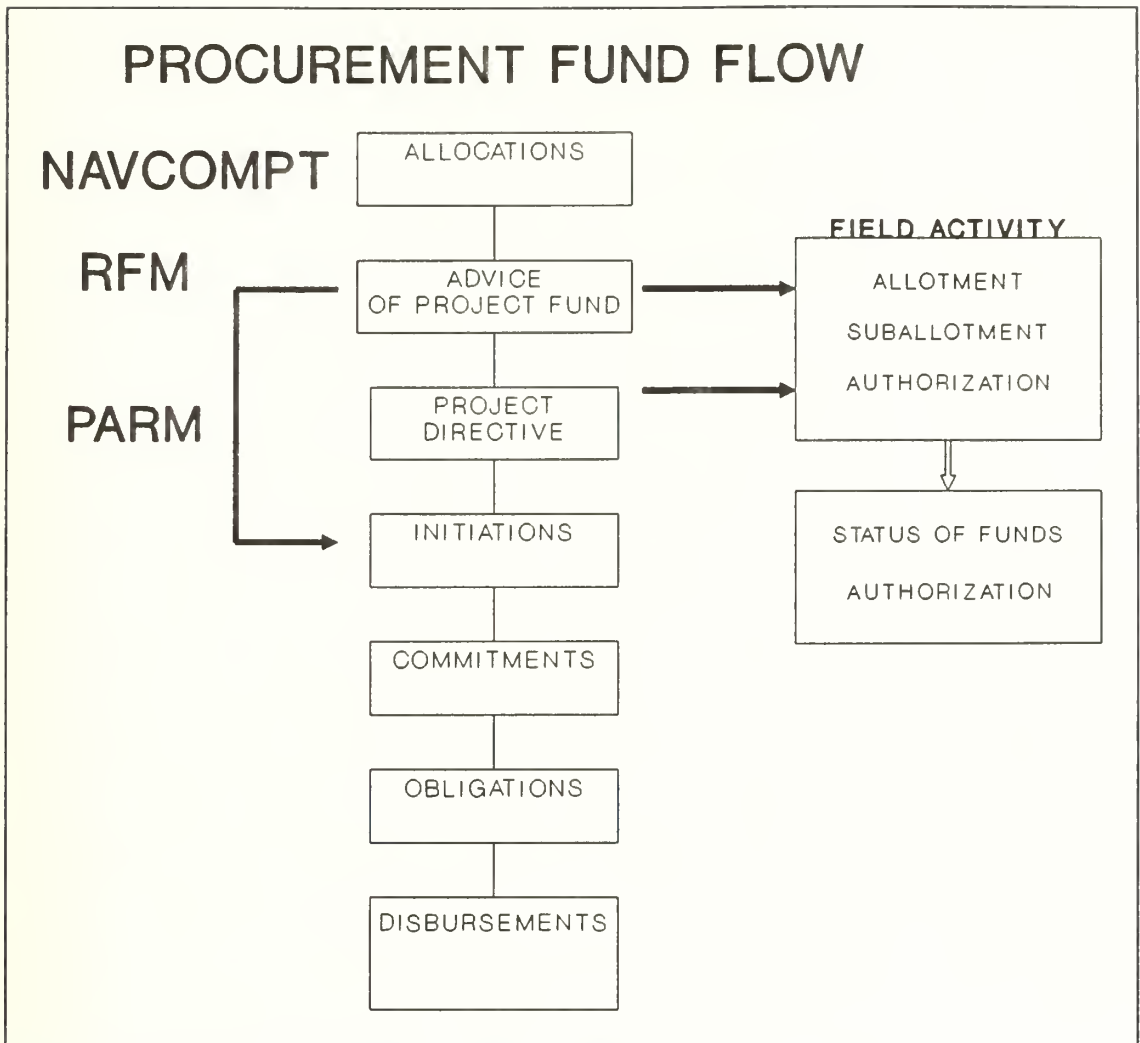 PROCUREMENT FUND FLOW
NAVCOMPT
ALLOCATIONS
RFM
ADVICE
OF PROJECT FUND
PARM
PROJECT
DIRECTIVE
INITIATIONS
COMMITMENTS
OBLIGATIONS
DISBURSEMENTS
FIELD ACTIVITY
ALLOTMENT
SUBALLOTMENT
AUTHORIZATION
STATUS OF FUNDS
AUTHORIZATION